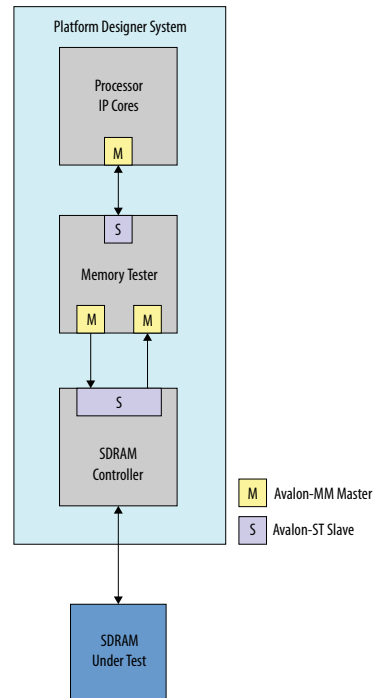 Platform Designer System
Processor
IP Cores
M
S
Memory Tester
M
M
S
SDRAM
Controller
M Avalon-MM Master
S Avalon-ST Slave
SDRAM
Under Test